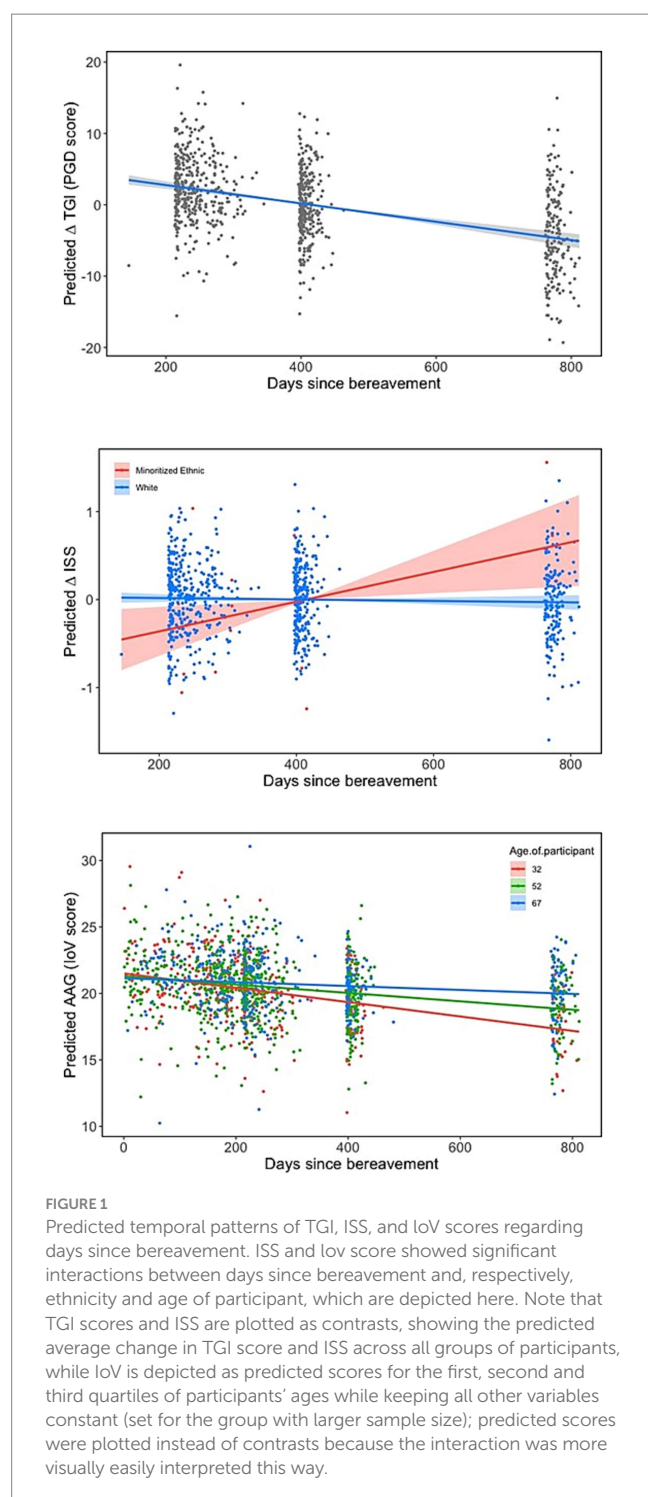 20
10
0
-10
-20
Predicted Δ TGI (PGD score)
200
400
600
800
Days since bereavement
Minoritized Ethnic
White
1
0
-1
Predicted Δ ISS
200
400
600
800
Days since bereavement
Age.of.participant
32
52
67
30
25
20
15
10
Predicted AAG (IoV score)
0
200
400
600
800
Days since bereavement
FIGURE 1
Predicted temporal patterns of TGI, ISS, and IoV scores regarding
days since bereavement. ISS and Iov score showed significant
interactions between days since bereavement and, respectively,
ethnicity and age of participant, which are depicted here. Note that
TGI scores and ISS are plotted as contrasts, showing the predicted
average change in TGI score and ISS across all groups of participants,
while IoV is depicted as predicted scores for the first, second and
third quartiles of participants’ ages while keeping all other variables
constant (set for the group with larger sample size); predicted scores
were plotted instead of contrasts because the interaction was more
visually easily interpreted this way.